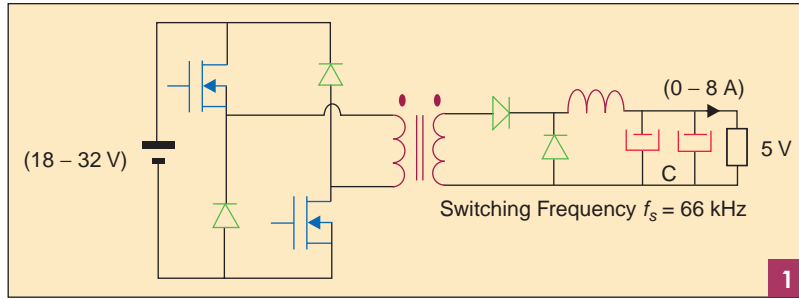 (18 – 32 V)
(0 – 8 A)
5 V
C
Switching Frequency fs = 66 kHz
1